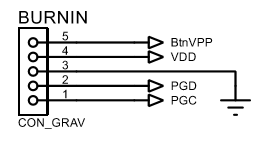 BURNIN
5 BtnVPP
4 VDD
3
2 PGD
1 PGC
CON_GRAV